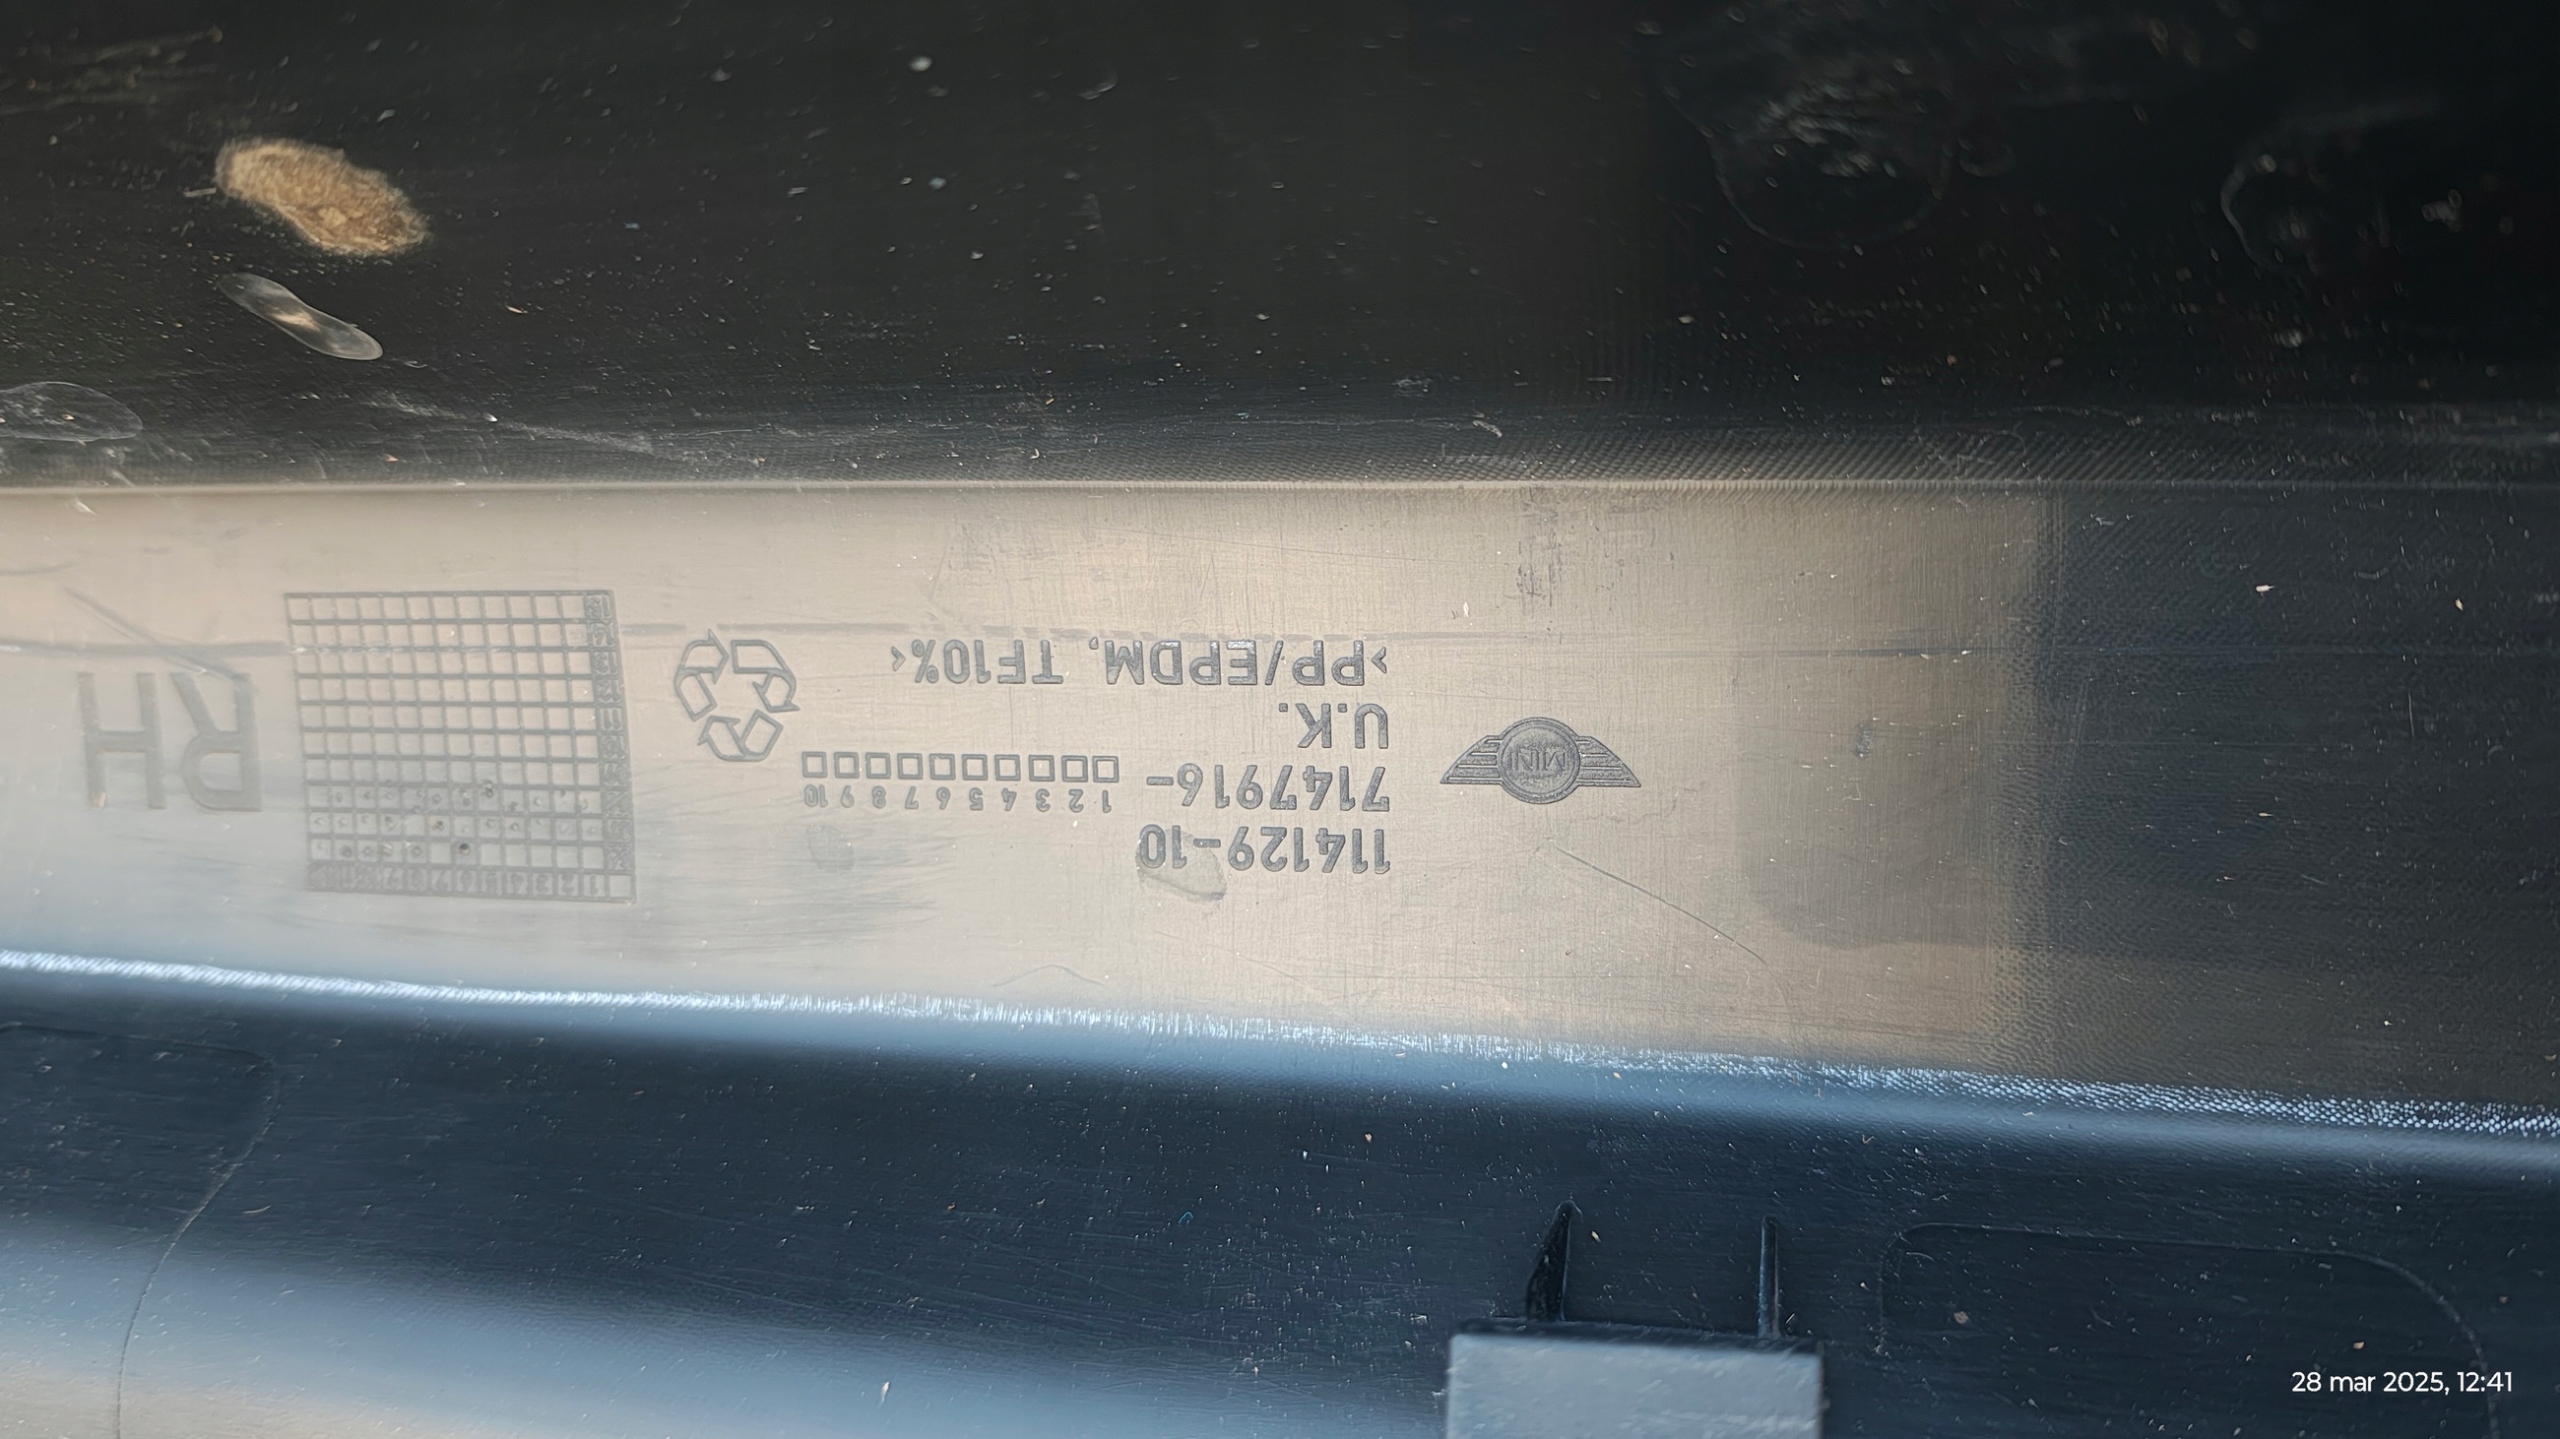 MINI
114129-10
7147916-
U.K.
>PP/EPDM, TF10%<
1 2 3 4 5 6 7 8 9 10
RH
28 mar 2025, 12:41